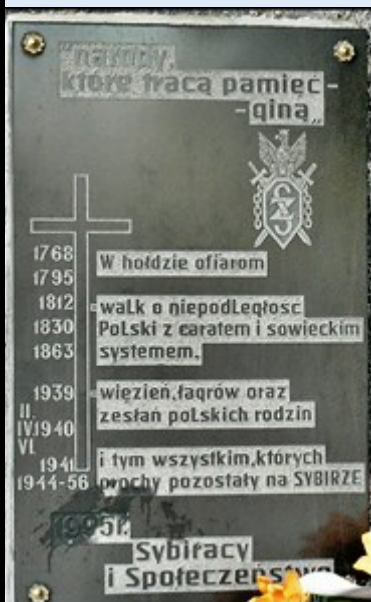 "narody,
które tracą pamięć -
- giną„
1768
1795
W hołdzie ofiarom
1812
1830
1863
walk o niepodległosc
Polski z caratem i sowieckim
systemem,
1939
II.
IV.1940
VI.
1941
1944-56
więzień,łagrów oraz
zesłań polskich rodzin
i tym wszystkim,których
prochy pozostały na SYBIRZE
1995r.
Sybiracy
i Społeczeństwo